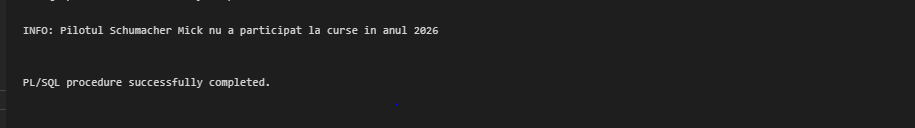 INFO: Pilotul Schumacher Mick nu a participat la curse in anul 2026
PL/SQL procedure successfully completed.